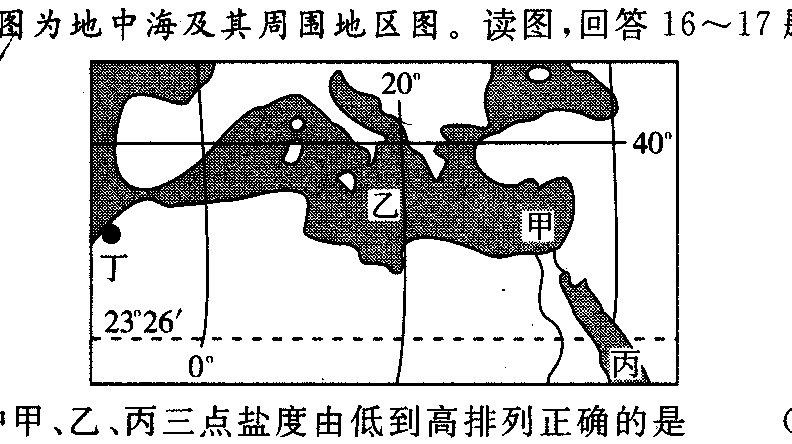 图为地中海及其周围地区图。读图,回答16～17
20°
40°
乙
甲
丁
23°26′
0°
丙
甲、乙、丙三点盐度由低到高排列正确的是 (